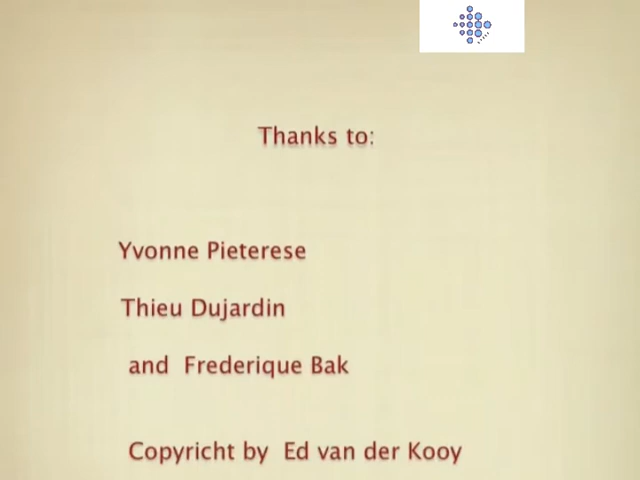 Thanks to:
Yvonne Pieterese
Thieu Dujardin
and Frederique Bak
Copyricht by Ed van der Kooy